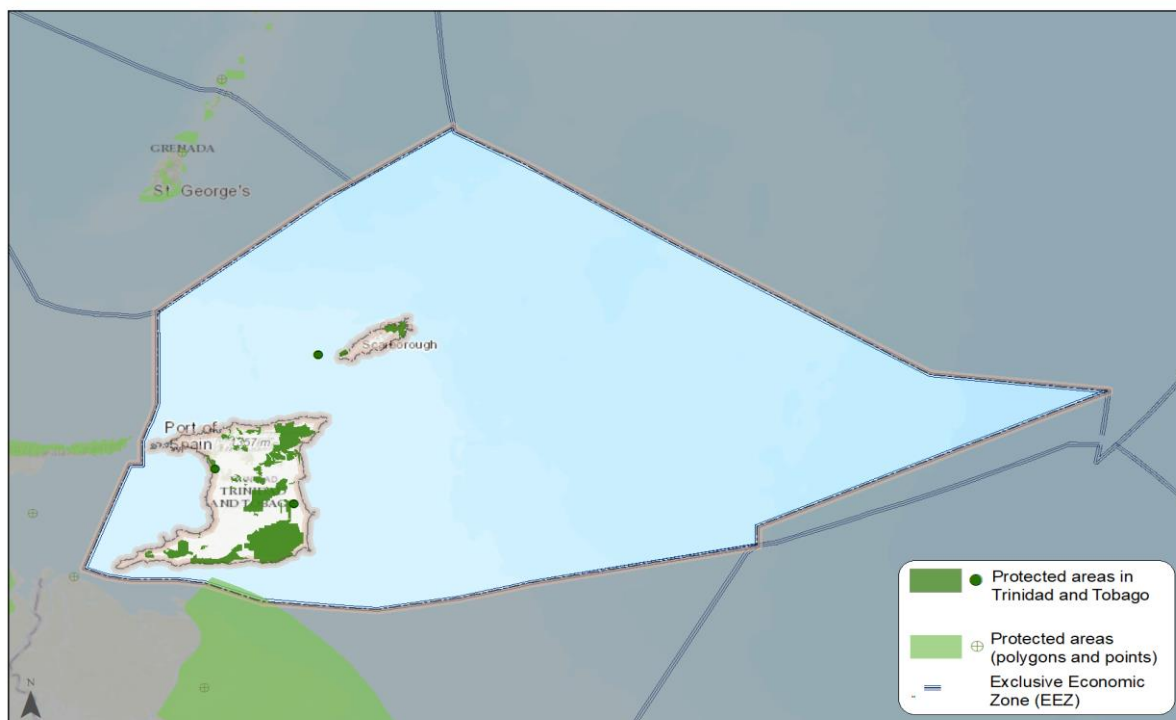 GRENADA
St. George's
Scarborough
Port of
Spain
TRINIDAD
AND TOBAGO
N
Protected areas in
Trinidad and Tobago
Protected areas
(polygons and points)
Exclusive Economic
Zone (EEZ)